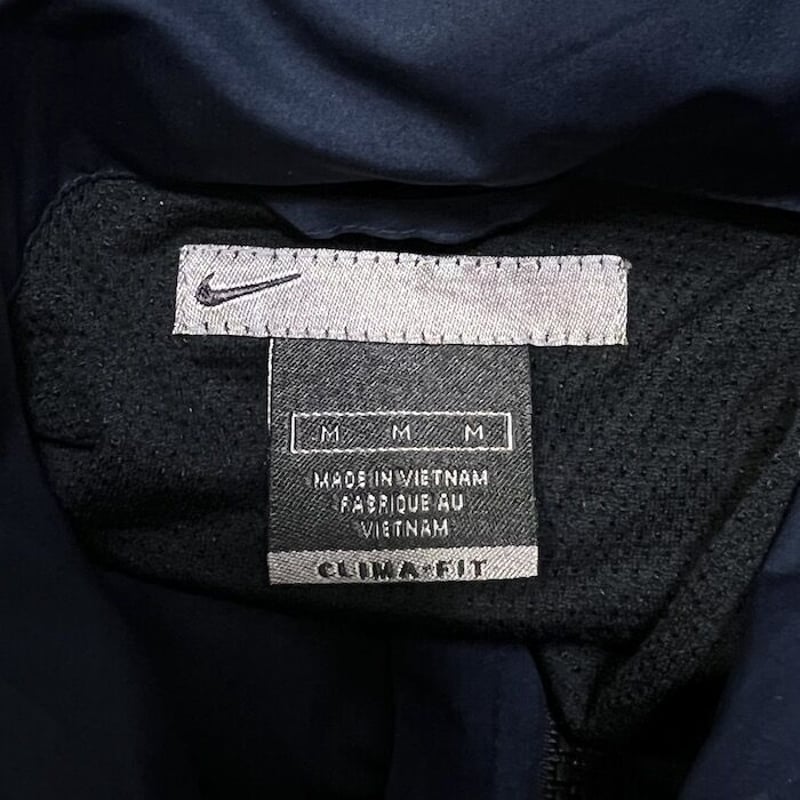 M M M
MADE IN VIETNAM
FABRIQUE AU
VIETNAM
CLIMA-FIT